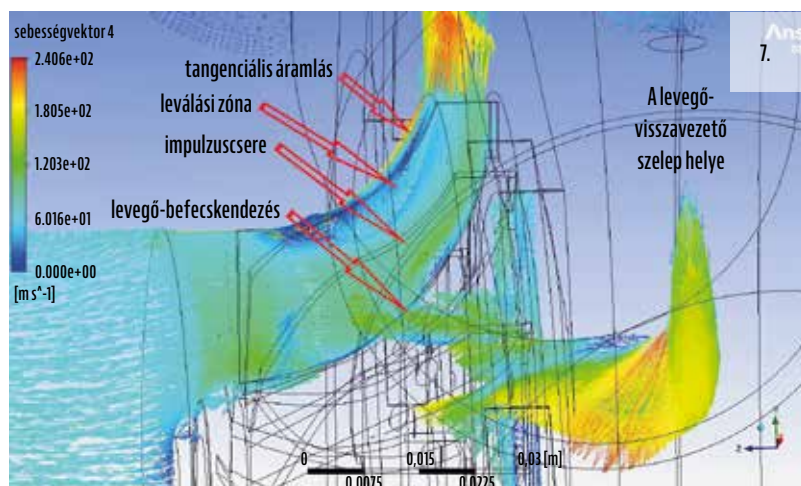 sebességvektor 4
2.406e+02
1.805e+02
1.203e+02
6.016e+01
0.000e+00
[m s^-1]
tangenciális áramlás
leválási zóna
impulzuscsere
levegő-befecskendezés
7.
A levegő-
visszavezető
szelep helye
0
0,015
0,03 [m]
0.0075
0.0225
z